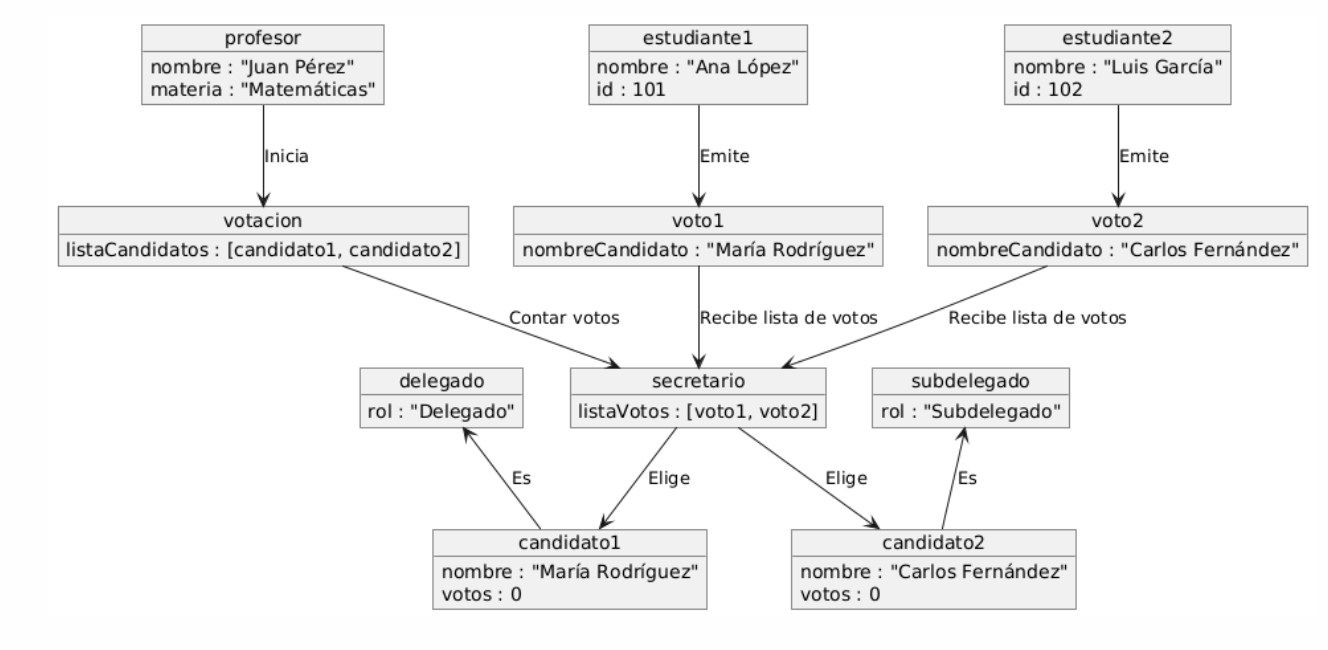 profesor
nombre : "Juan Pérez"
materia : "Matemáticas"
estudiante1
nombre : "Ana López"
id : 101
estudiante2
nombre : "Luis García"
id : 102
Inicia
Emite
Emite
votacion
listaCandidatos : [candidato1, candidato2]
voto1
nombreCandidato : "María Rodríguez"
voto2
nombreCandidato : "Carlos Fernández"
Contar votos
Recibe lista de votos
Recibe lista de votos
delegado
rol : "Delegado"
secretario
listaVotos : [voto1, voto2]
subdelegado
rol : "Subdelegado"
Es
Elige
Elige
Es
candidato1
nombre : "María Rodríguez"
votos : 0
candidato2
nombre : "Carlos Fernández"
votos : 0